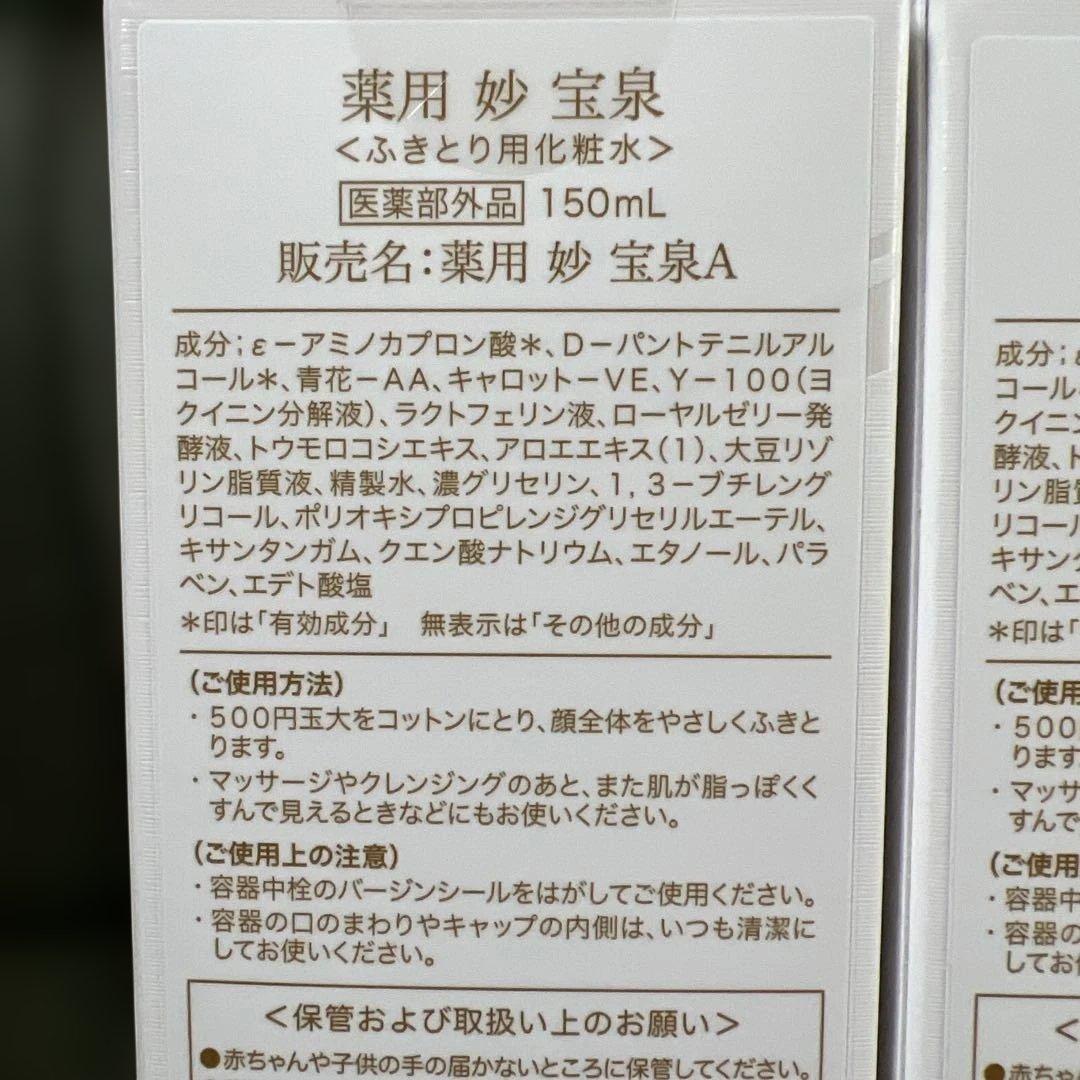 薬用 妙 宝泉
<ふきとり用化粧水>
医薬部外品 150mL
販売名:薬用 妙 宝泉A
成分;ε-アミノカプロン酸*、D-パントテニルアル
コール*、青花-AA、キャロット-VE、Y-100(ヨ
クイニン分解液)、ラクトフェリン液、ローヤルゼリー発
酵液、トウモロコシエキス、アロエエキス(1)、大豆リゾ
リン脂質液、精製水、濃グリセリン、1,3-ブチレング
リコール、ポリオキシプロピレンジグリセリルエーテル、
キサンタンガム、クエン酸ナトリウム、エタノール、パラ
ベン、エデト酸塩
*印は「有効成分」 無表示は「その他の成分」
(ご使用方法)
・500円玉大をコットンにとり、顔全体をやさしくふきと
ります。
・マッサージやクレンジングのあと、また肌が脂っぽくく
すんで見えるときなどにもお使いください。
(ご使用上の注意)
・容器中栓のバージンシールをはがしてご使用ください。
・容器の口のまわりやキャップの内側は、いつも清潔に
してお使いください。
<保管および取扱い上のお願い>
●赤ちゃんや子供の手の届かないところに保管してください。
成分;ε
コール
クイニン
酵液、ト
リン脂質
リコール
キサンタ
ベン、エ
*印は「
(ご使用
・500
ります
・マッサ
すんで
(ご使用
・容器中
・容器の
してお使
<
●赤ちゃん